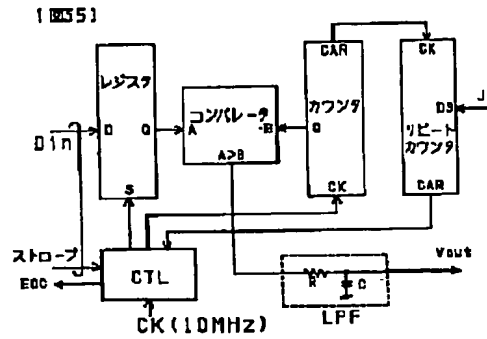 [図5]
レジスタ
D
Q
S
コンパレータ
A
B
A>B
CAR
カウンタ
Q
CK
CK
DS
リピート
カウンタ
CAR
J
Din
ストローブ
EOC
CTL
CK(10MHz)
R
C
LPF
Vout